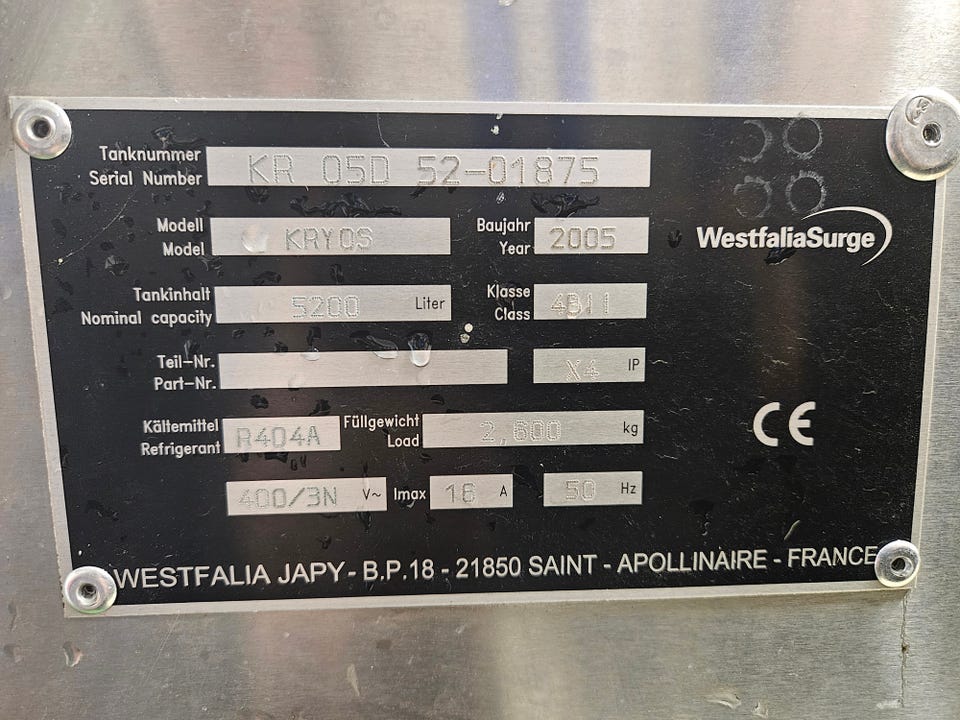 Tanknummer
Serial Number KR 05D 52-01875
Modell
Model KRYOS
Baujahr
Year 2005
WestfaliaSurge
Tankinhalt
Nominal capacity 5200 Liter
Klasse
Class 4BII
Teil-Nr.
Part-Nr.
X4 IP
Kältemittel
Refrigerant R404A
Füllgewicht
Load 2,600 kg
CE
400/3N V~ Imax 16 A 50 Hz
WESTFALIA JAPY - B.P.18 - 21850 SAINT - APOLLINAIRE - FRANCE